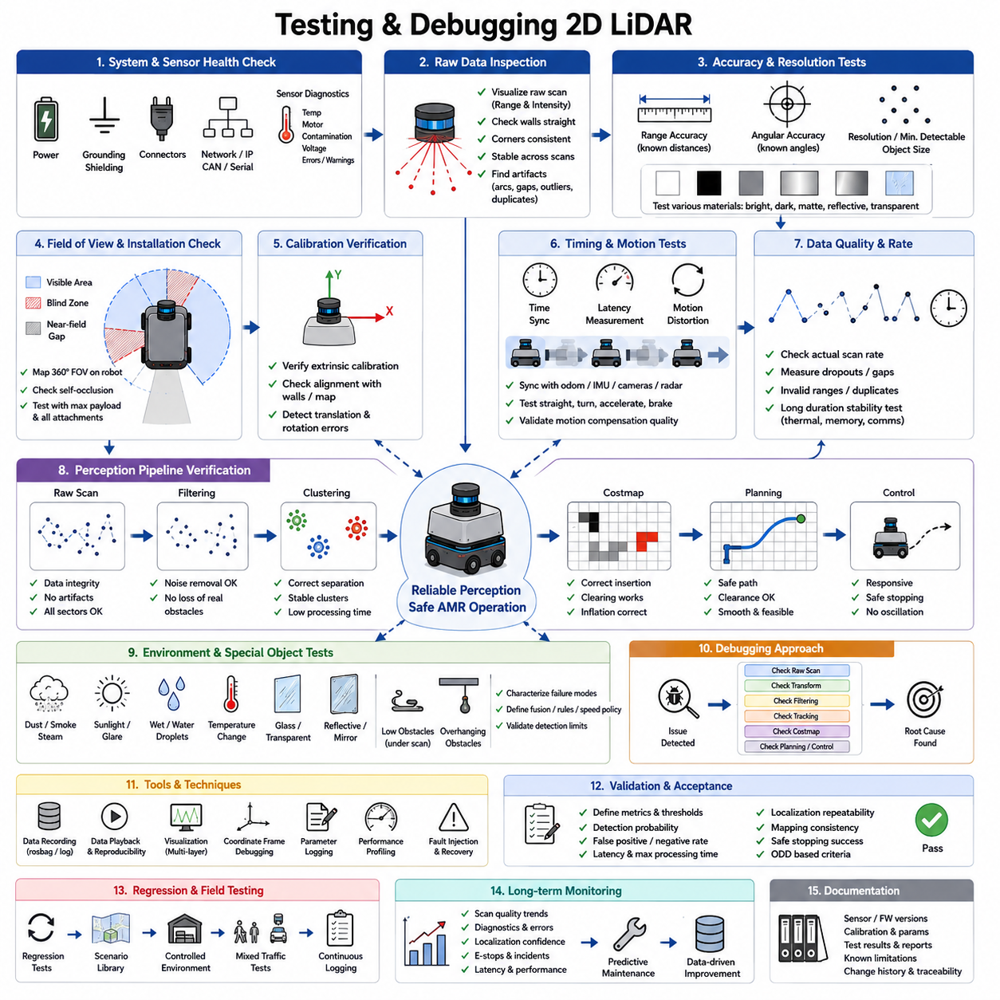 Testing & Debugging 2D LiDAR
1. System & Sensor Health Check
Power
Grounding
Shielding
Connectors
Network / IP
CAN / Serial
Sensor Diagnostics
Temp
Motor
Contamination
Voltage
Errors / Warnings
2. Raw Data Inspection
Visualize raw scan
(Range & Intensity)
Check walls straight
Corners consistent
Stable across scans
Find artifacts
(arcs, gaps, outliers,
duplicates)
3. Accuracy & Resolution Tests
Range Accuracy
(known distances)
Angular Accuracy
(known angles)
Resolution / Min. Detectable
Object Size
Test various materials: bright, dark, matte, reflective, transparent
4. Field of View & Installation Check
Visible Area
Blind Zone
Near-field
Gap
Map 360° FOV on robot
Check self-occlusion
Test with max payload
& all attachments
5. Calibration Verification
Y
X
Verify extrinsic calibration
Check alignment with
walls / map
Detect translation &
rotation errors
6. Timing & Motion Tests
Time
Sync
Latency
Measurement
Motion
Distortion
Sync with odom / IMU / cameras / radar
Test straight, turn, accelerate, brake
Validate motion compensation quality
7. Data Quality & Rate
Check actual scan rate
Measure dropouts / gaps
Invalid ranges / duplicates
Long duration stability test
(thermal, memory, comms)
8. Perception Pipeline Verification
Raw Scan
Data integrity
No artifacts
All sectors OK
Filtering
Noise removal OK
No loss of real
obstacles
Clustering
Correct separation
Stable clusters
Low processing time
Reliable Perception
Safe AMR Operation
Costmap
Correct insertion
Clearing works
Inflation correct
Planning
Safe path
Clearance OK
Smooth & feasible
Control
Responsive
Safe stopping
No oscillation
9. Environment & Special Object Tests
Dust / Smoke
Steam
Sunlight /
Glare
Wet / Water
Droplets
Temperature
Change
Glass /
Transparent
Reflective /
Mirror
Low Obstacles
(under scan)
Overhanging
Obstacles
Characterize failure modes
Define fusion / rules / speed policy
Validate detection limits
10. Debugging Approach
Issue
Detected
Check Raw Scan
Check Transform
Check Filtering
Check Tracking
Check Costmap
Check Planning / Control
Root Cause
Found
11. Tools & Techniques
Data Recording
(rosbag / log)
Data Playback
& Reproducibility
Visualization
(Multi-layer)
Coordinate Frame
Debugging
Parameter
Logging
Performance
Profiling
Fault Injection
& Recovery
12. Validation & Acceptance
Define metrics & thresholds
Detection probability
False positive / negative rate
Latency & max processing time
Localization repeatability
Mapping consistency
Safe stopping success
ODD based criteria
Pass
13. Regression & Field Testing
Regression
Tests
Scenario
Library
Controlled
Environment
Mixed Traffic
Tests
Continuous
Logging
14. Long-term Monitoring
Scan quality trends
Diagnostics & errors
Localization confidence
E-stops & incidents
Latency & performance
Predictive
Maintenance
Data-driven
Improvement
15. Documentation
Sensor / FW versions
Calibration & params
Test results & reports
Known limitations
Change history & traceability